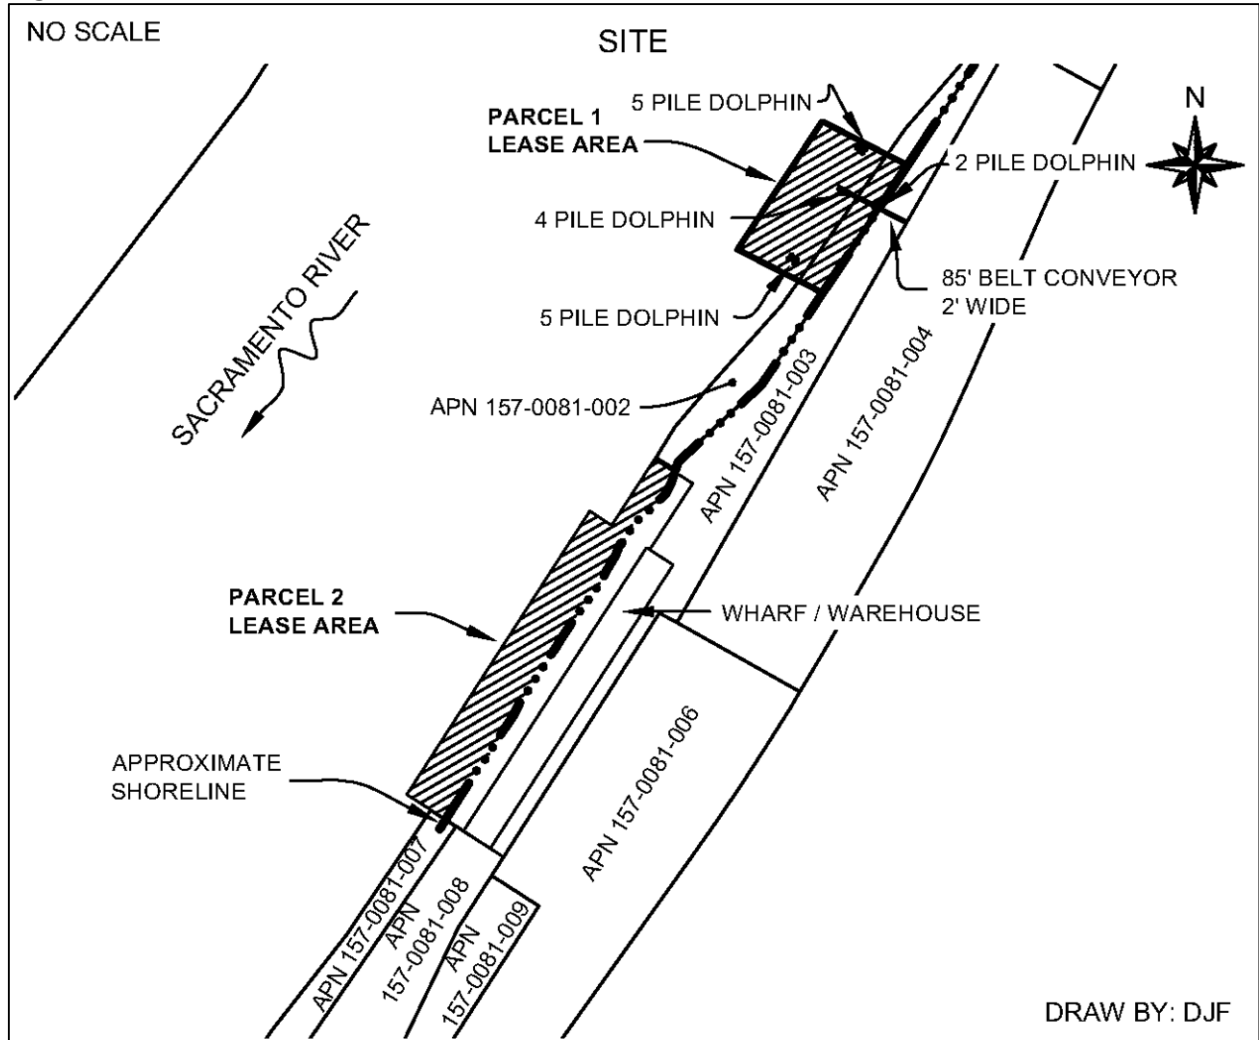 NO SCALE
SITE
5 PILE DOLPHIN
PARCEL 1
LEASE AREA
N
2 PILE DOLPHIN
4 PILE DOLPHIN
SACRAMENTO RIVER
85' BELT CONVEYOR
2' WIDE
5 PILE DOLPHIN
APN 157-0081-002
APN 157-0081-003
APN 157-0081-004
PARCEL 2
LEASE AREA
WHARF / WAREHOUSE
APN 157-0081-006
APPROXIMATE
SHORELINE
APN 157-0081-007
APN
157-0081-008
APN
157-0081-009
DRAW BY: DJF